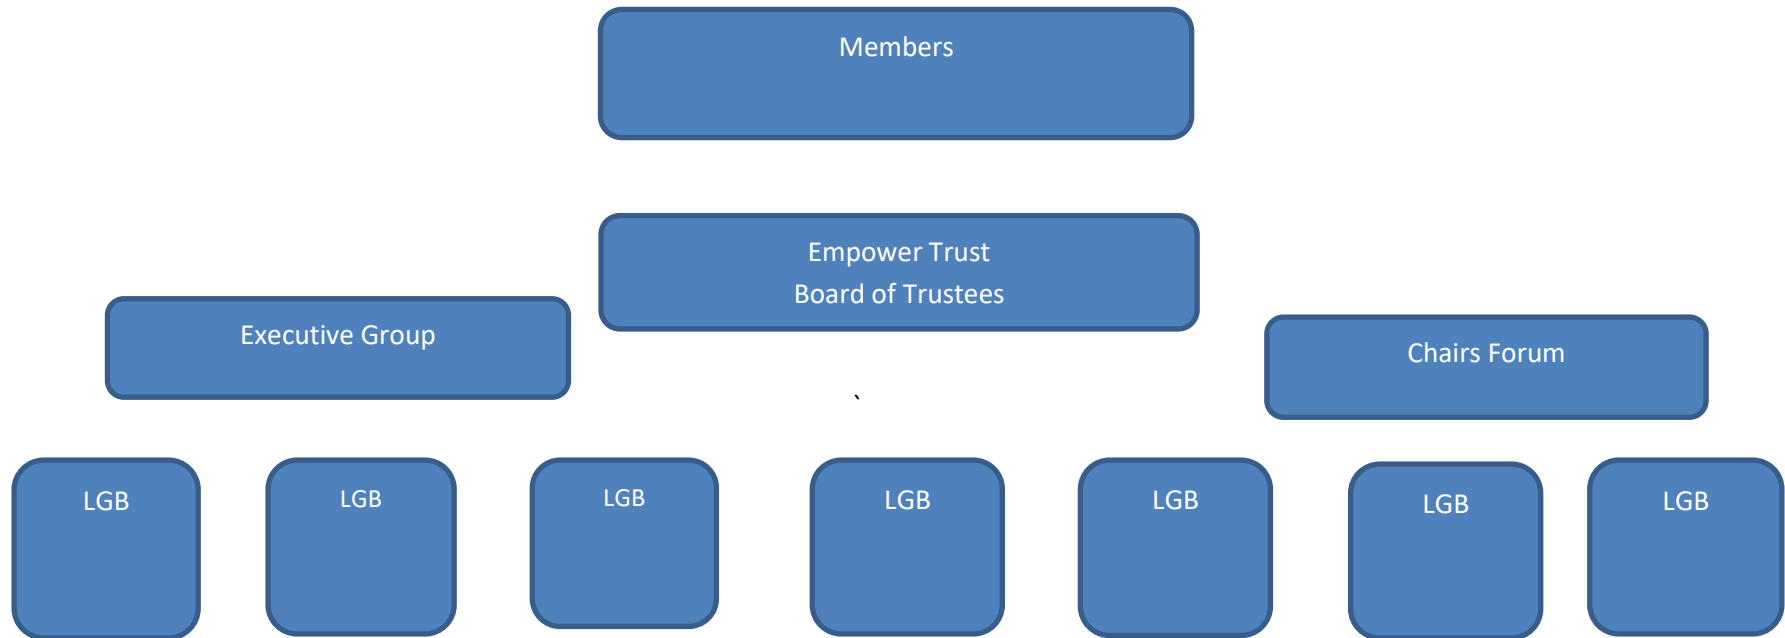 Members
Empower Trust
Board of Trustees
Executive Group
Chairs Forum
`
LGB
LGB
LGB
LGB
LGB
LGB
LGB